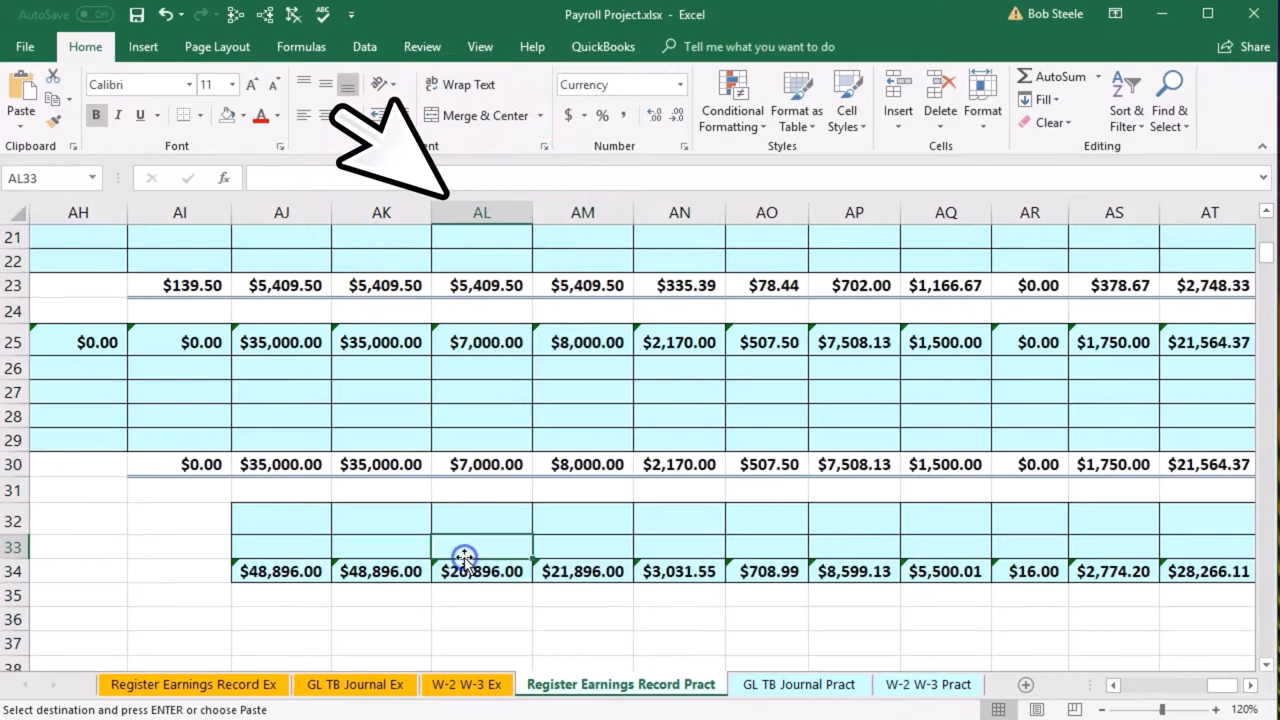 AutoSave Off Payroll Project.xlsx - Excel Bob Steele
File Home Insert Page Layout Formulas Data Review View Help QuickBooks Tell me what you want to do Share
Paste Calibri 11 Wrap Text Currency Conditional Formatting Format as Table Cell Styles Insert Delete Format AutoSum Sort & Filter Find & Select
B I U Merge & Center $ % Fill
Clear
Clipboard Font Number Styles Cells Editing
AL33 fx
AH AI AJ AK AL AM AN AO AP AQ AR AS AT
21
22
23 $139.50 $5,409.50 $5,409.50 $5,409.50 $5,409.50 $335.39 $78.44 $702.00 $1,166.67 $0.00 $378.67 $2,748.33
24
25 $0.00 $0.00 $35,000.00 $35,000.00 $7,000.00 $8,000.00 $2,170.00 $507.50 $7,508.13 $1,500.00 $0.00 $1,750.00 $21,564.37
26
27
28
29
30 $0.00 $35,000.00 $35,000.00 $7,000.00 $8,000.00 $2,170.00 $507.50 $7,508.13 $1,500.00 $0.00 $1,750.00 $21,564.37
31
32
33
34 $48,896.00 $48,896.00 $20,896.00 $21,896.00 $3,031.55 $708.99 $8,599.13 $5,500.01 $16.00 $2,774.20 $28,266.11
35
36
37
38
Register Earnings Record Ex GL TB Journal Ex W-2 W-3 Ex Register Earnings Record Pract GL TB Journal Pract W-2 W-3 Pract
Select destination and press ENTER or choose Paste 120%